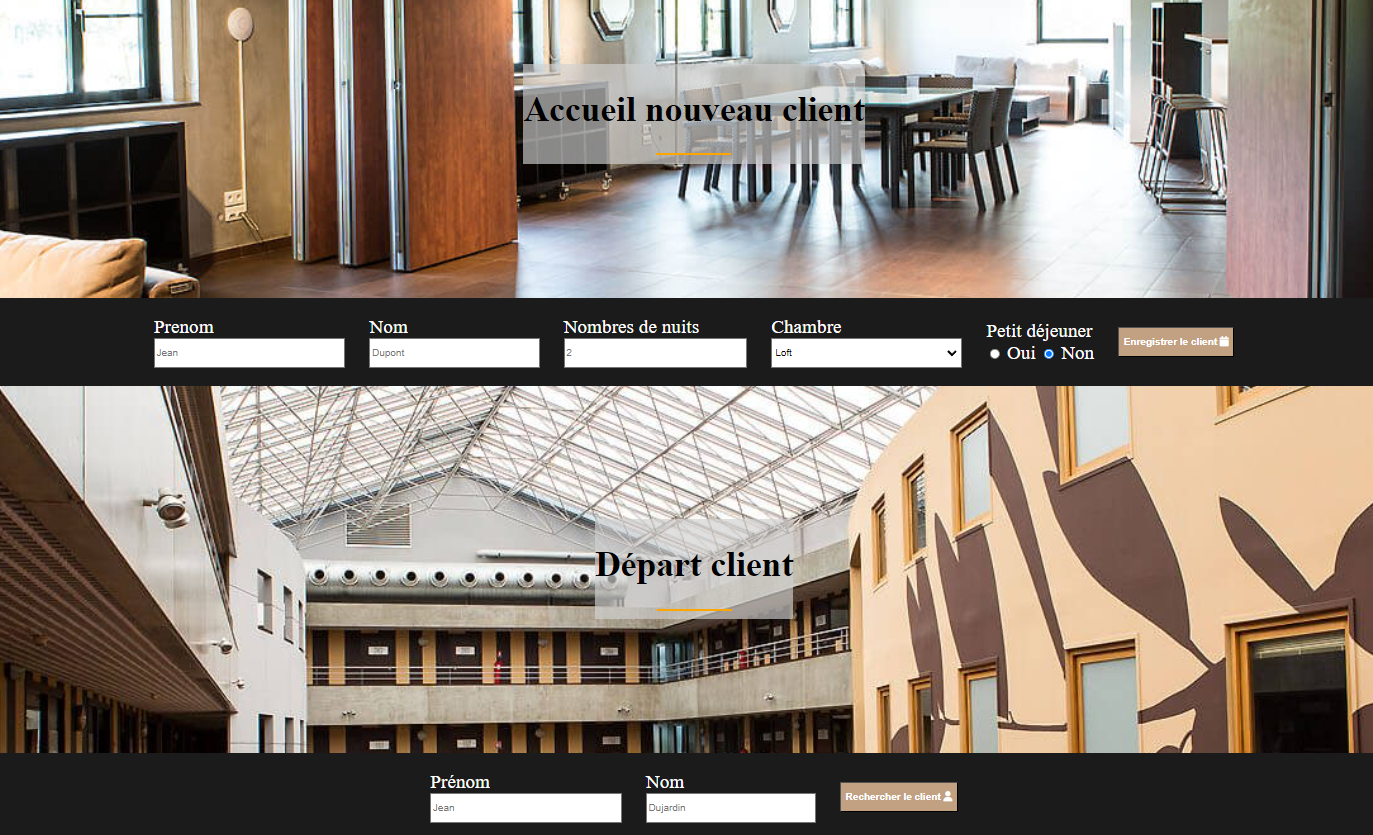 Accueil nouveau client
Prenom Nom Nombres de nuits Chambre Petit déjeuner
Jean Dupont 2 Loft Oui Non Enregistrer le client
Départ client
Prénom Nom
Jean Dujardin Rechercher le client